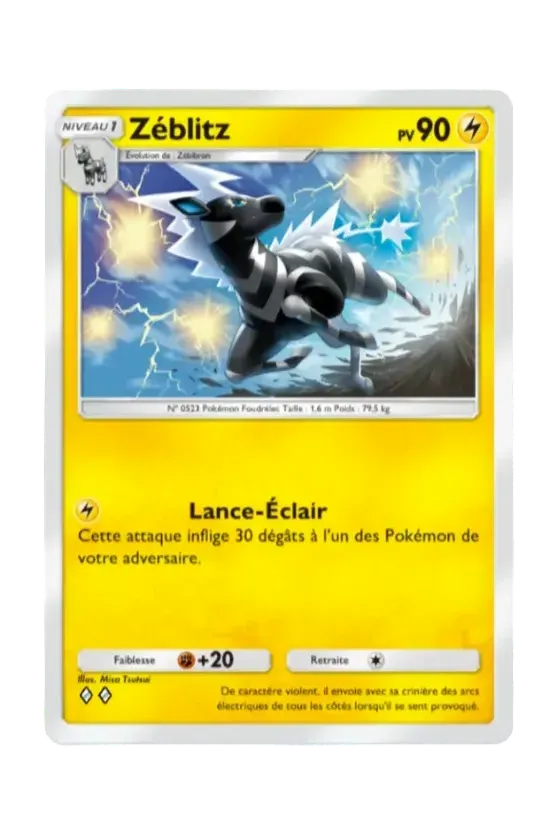 NIVEAU 1 Zéblitz PV 90
Évolution de : Zébibron
N° 0523 Pokémon Foudrélec Taille : 1,6 m Poids : 79,5 kg
Lance-Éclair
Cette attaque inflige 30 dégâts à l'un des Pokémon de
votre adversaire.
Faiblesse +20 Retraite
Illus. Misa Tsutsui
De caractère violent, il envoie avec sa crinière des arcs
électriques de tous les côtés lorsqu'il se sent provoqué.